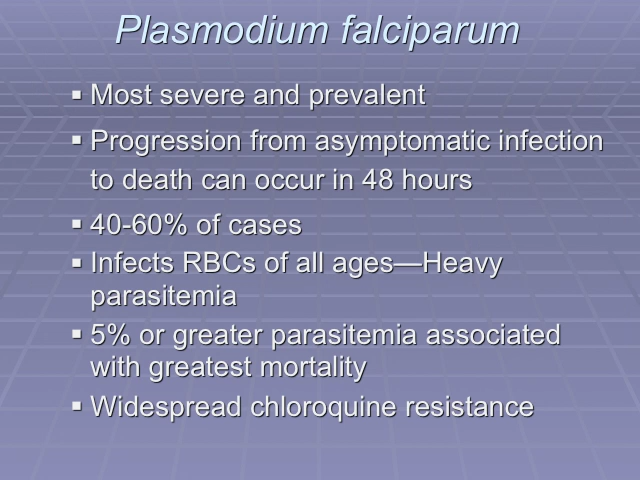 Plasmodium falciparum
▪ Most severe and prevalent
▪ Progression from asymptomatic infection
to death can occur in 48 hours
▪ 40-60% of cases
▪ Infects RBCs of all ages—Heavy
parasitemia
▪ 5% or greater parasitemia associated
with greatest mortality
▪ Widespread chloroquine resistance